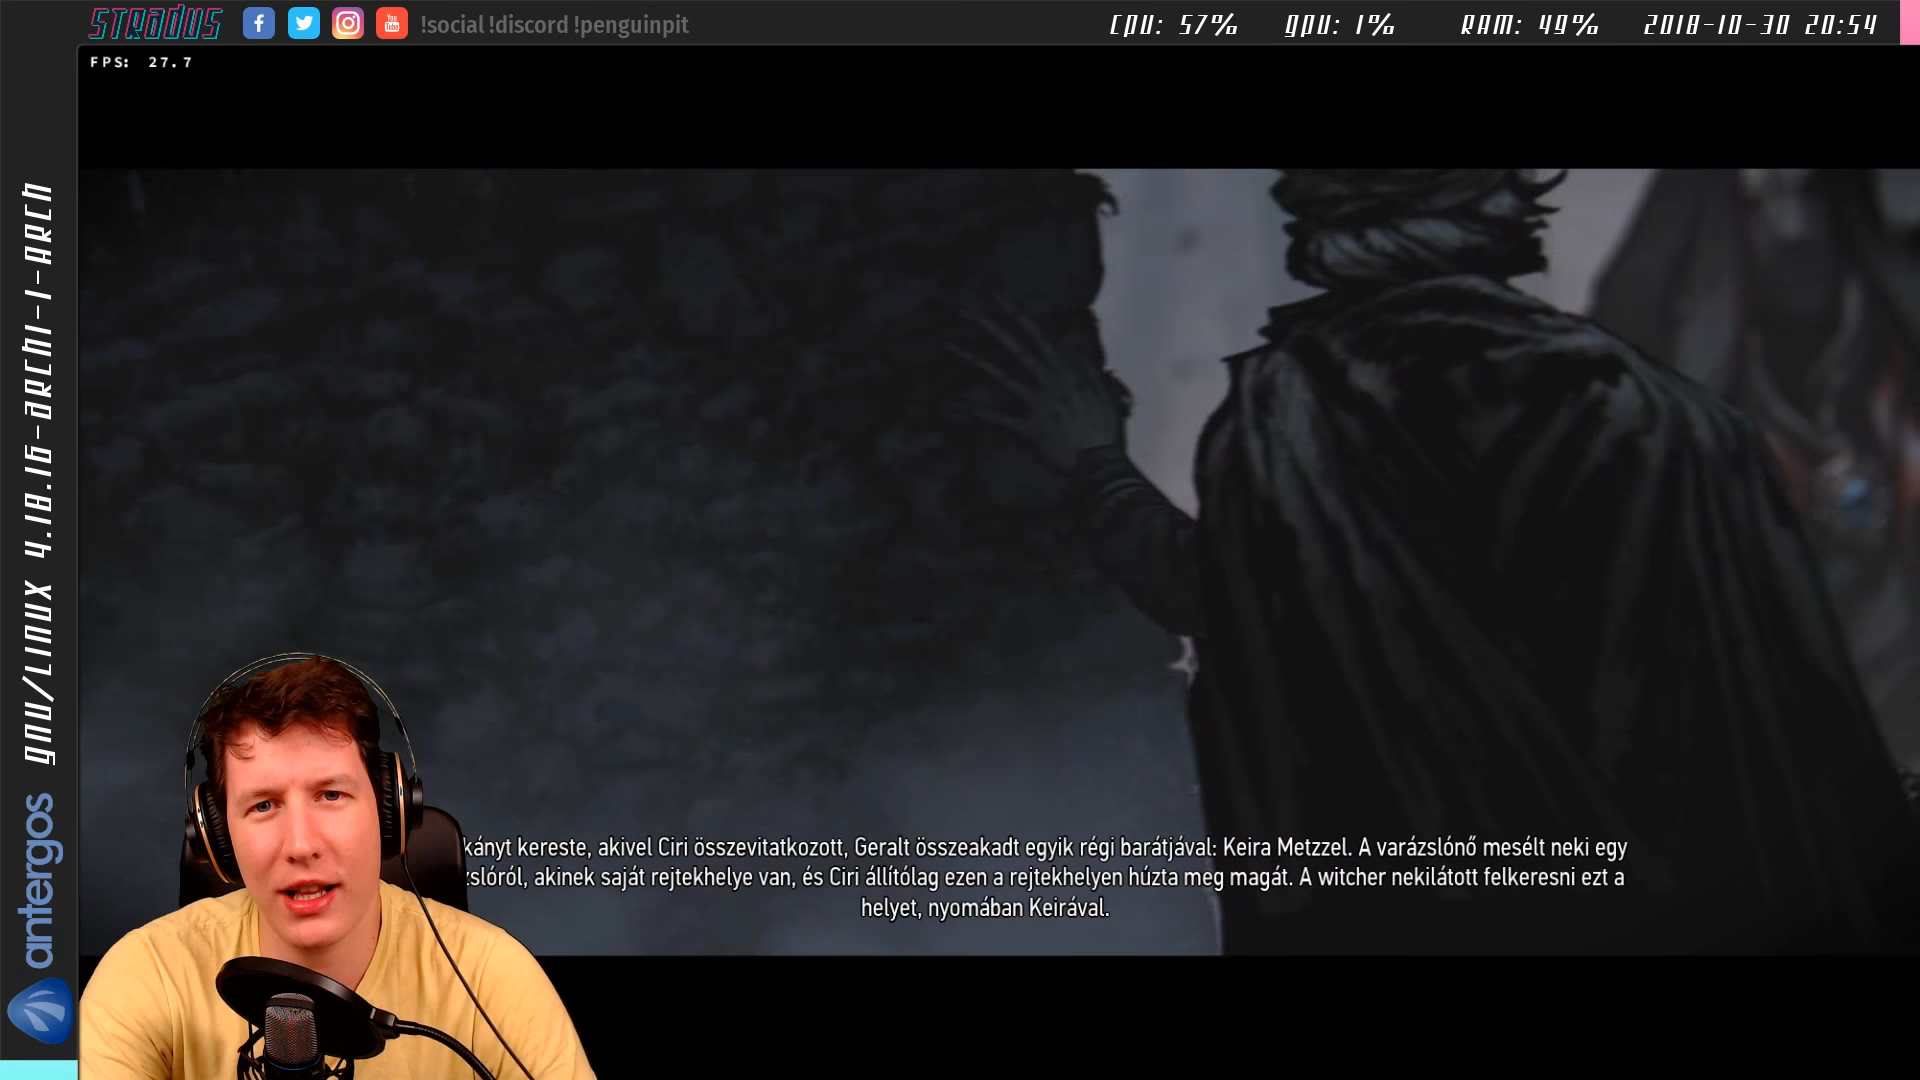 STRADUS
You Tube
!social !discord !penguinpit
CPU: 57% GPU: 1% RAM: 49% 2018-10-30 20:54
FPS: 27.7
antergos GNU/LINUX 4.18.16-ARCH1-1-ARCH
kányt kereste, akivel Ciri összevitatkozott, Geralt összeakadt egyik régi barátjával: Keira Metzzel. A varázslónő mesélt neki egy
zslóról, akinek saját rejtekhelye van, és Ciri állítólag ezen a rejtekhelyen húzta meg magát. A witcher nekilátott felkeresni ezt a
helyet, nyomában Keirával.